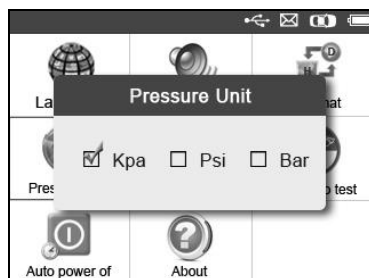 La
Pressure Unit
at
Kpa Psi Bar
Pres
o test
Auto power of
About